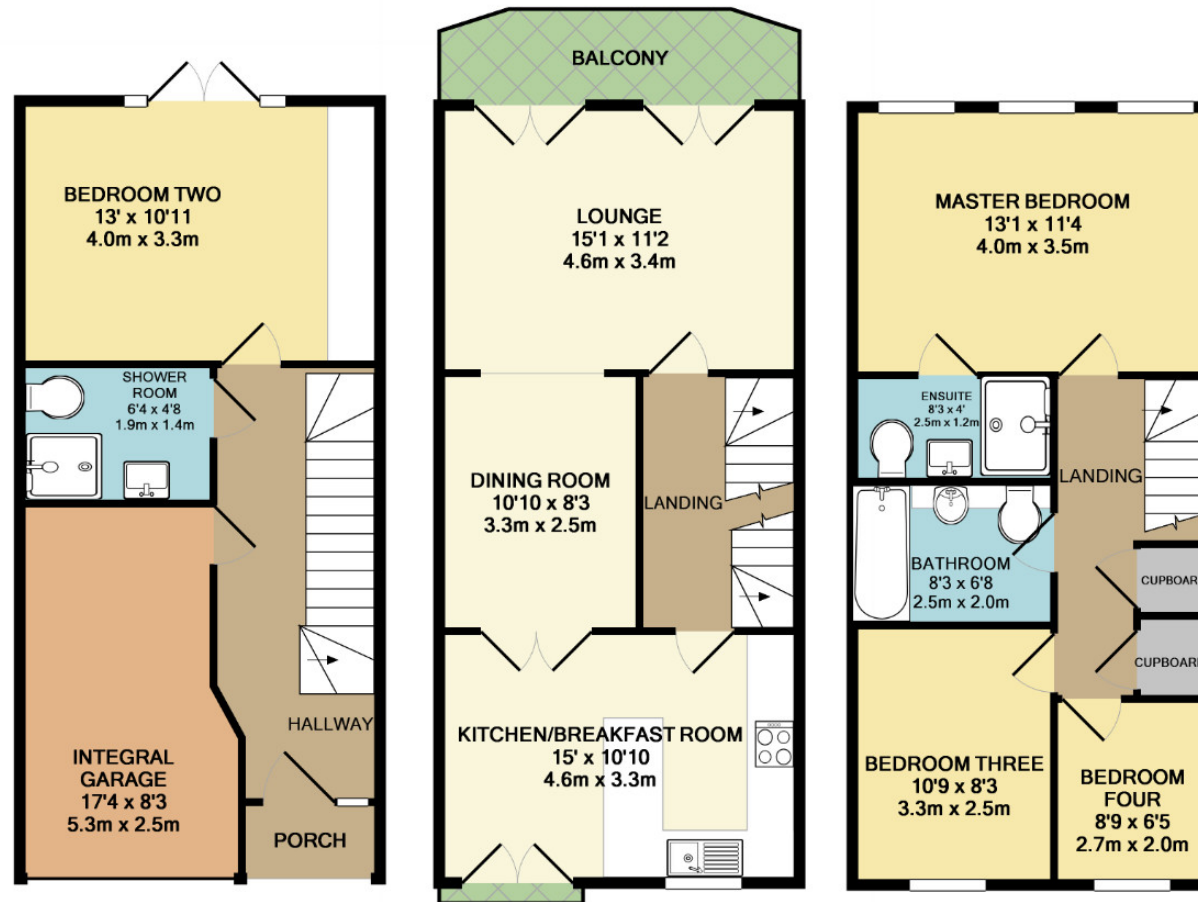 BEDROOM TWO
13' x 10'11
4.0m x 3.3m
SHOWER
ROOM
6'4 x 4'8
1.9m x 1.4m
INTEGRAL
GARAGE
17'4 x 8'3
5.3m x 2.5m
HALLWAY
PORCH
BALCONY
LOUNGE
15'1 x 11'2
4.6m x 3.4m
DINING ROOM
10'10 x 8'3
3.3m x 2.5m
LANDING
KITCHEN/BREAKFAST ROOM
15' x 10'10
4.6m x 3.3m
MASTER BEDROOM
13'1 x 11'4
4.0m x 3.5m
ENSUITE
8'3 x 4'
2.5m x 1.2m
LANDING
BATHROOM
8'3 x 6'8
2.5m x 2.0m
CUPBOAR
CUPBOAR
BEDROOM THREE
10'9 x 8'3
3.3m x 2.5m
BEDROOM
FOUR
8'9 x 6'5
2.7m x 2.0m